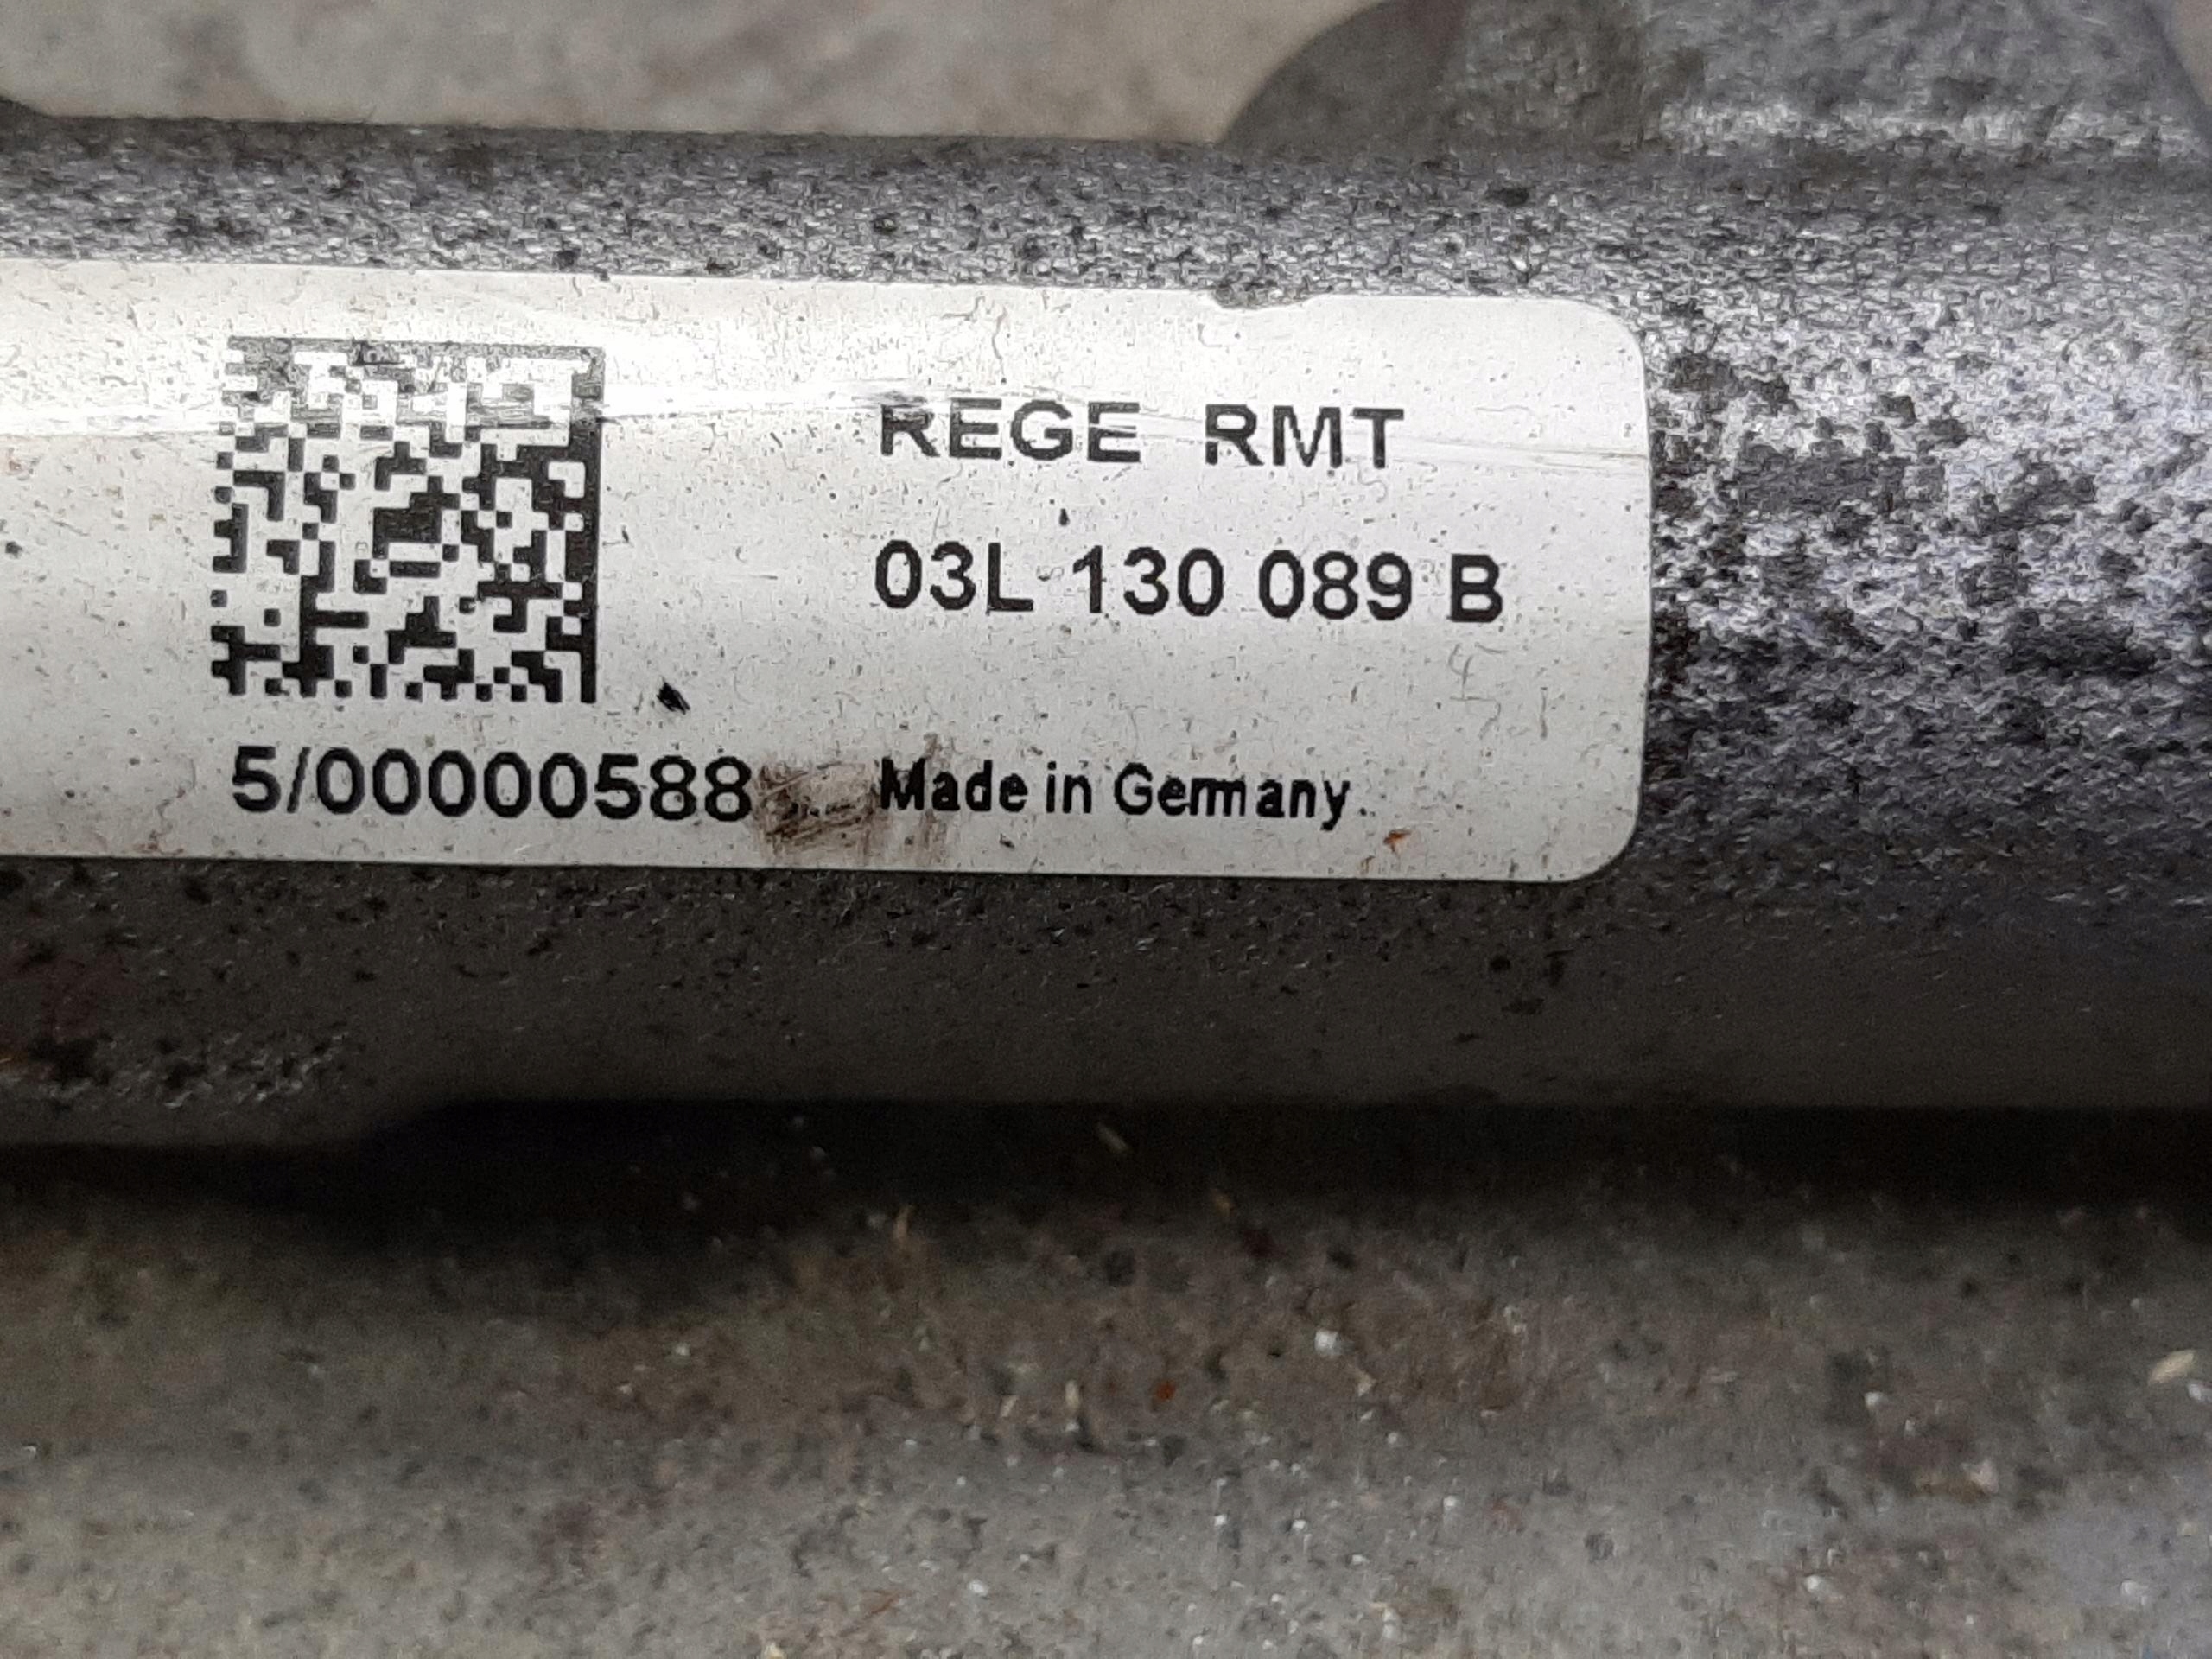 REGE RMT
03L 130 089 B
5/00000588
Made in Germany